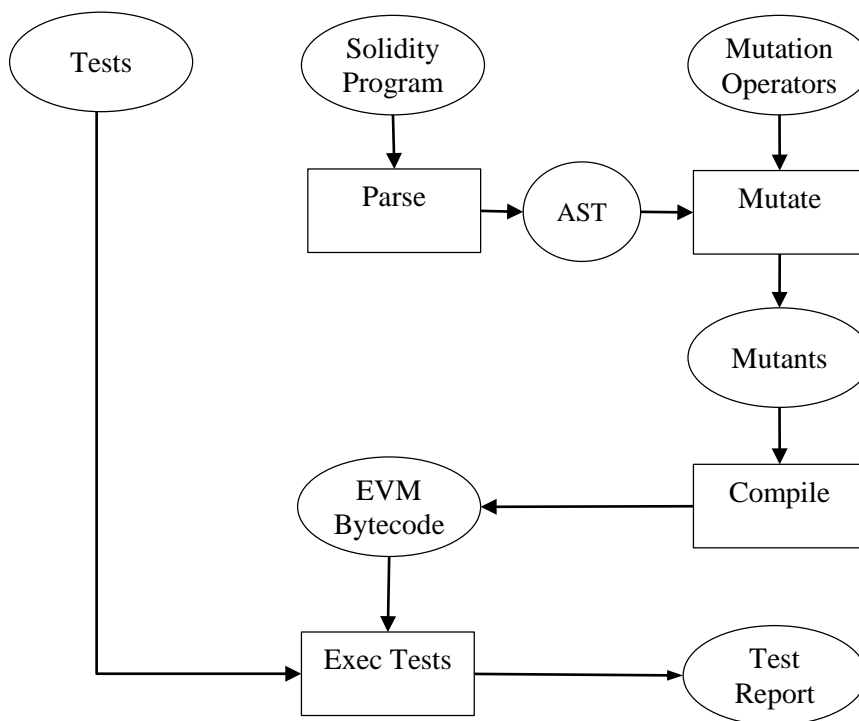 Tests
Solidity
Program
Mutation
Operators
Parse
AST
Mutate
Mutants
EVM
Bytecode
Compile
Exec Tests
Test
Report